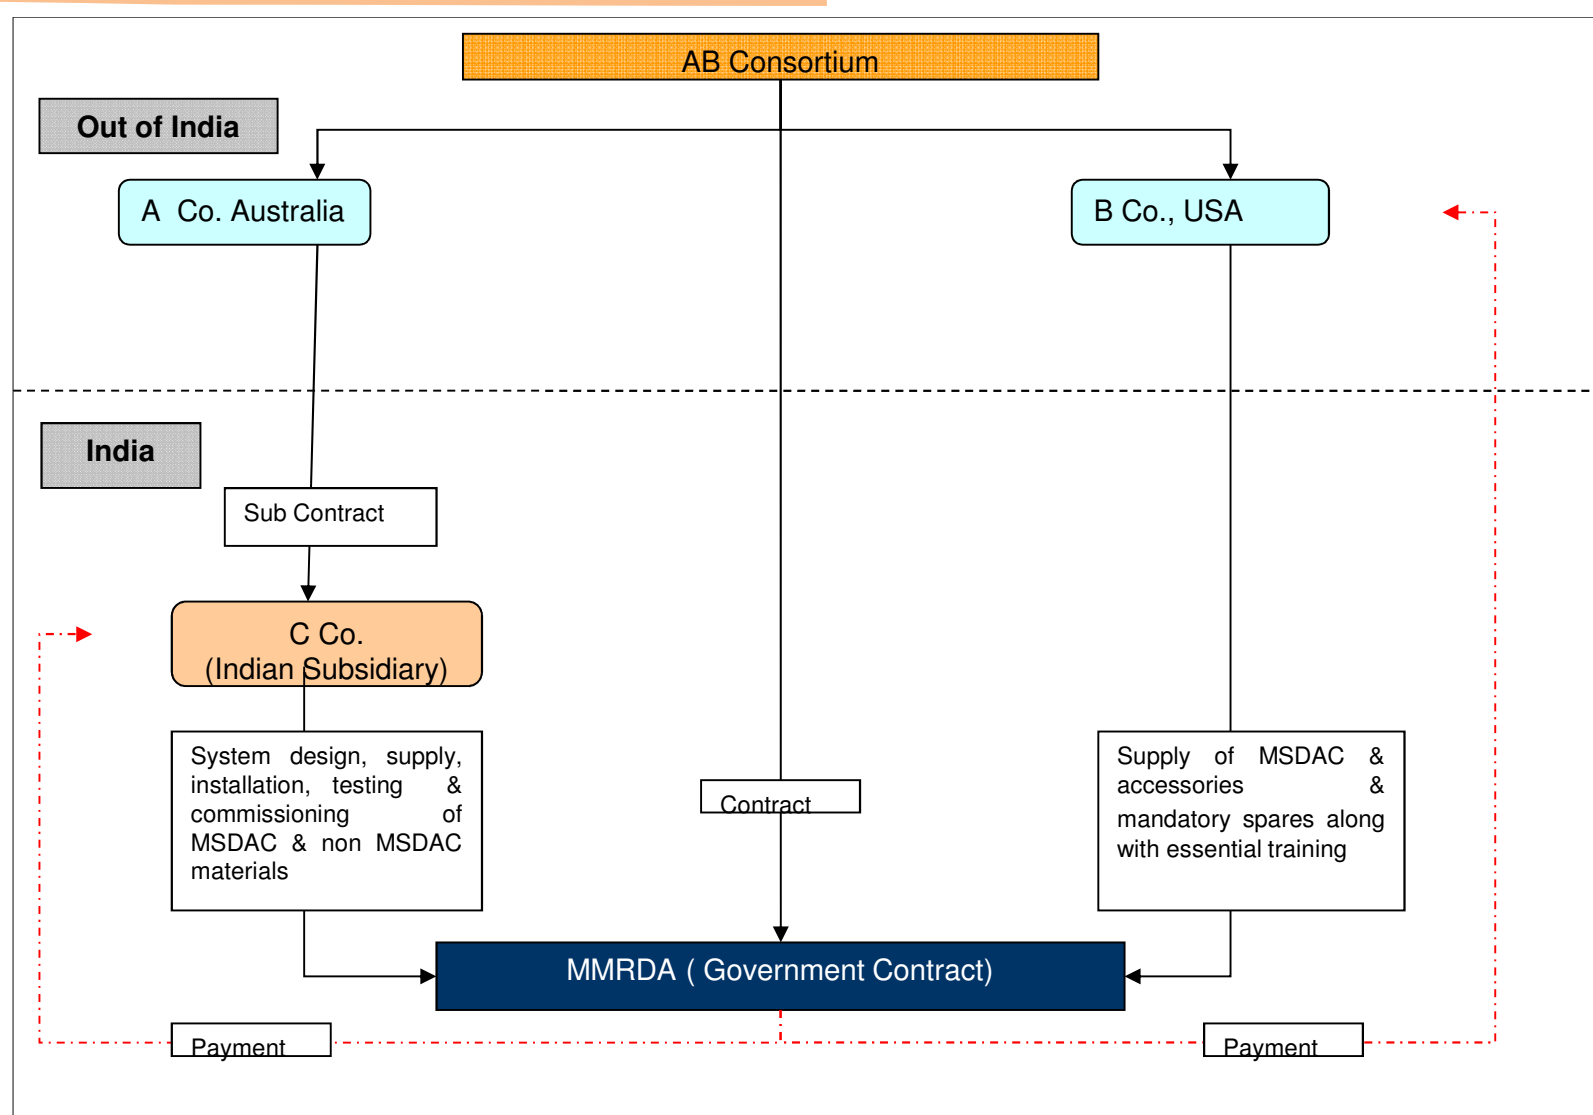 AB Consortium
Out of India
A Co. Australia
B Co., USA
India
Sub Contract
C Co.
(Indian Subsidiary)
System design, supply,
installation, testing &
commissioning of
MSDAC & non MSDAC
materials
Contract
Supply of MSDAC &
accessories &
mandatory spares along
with essential training
MMRDA ( Government Contract)
Payment
Payment